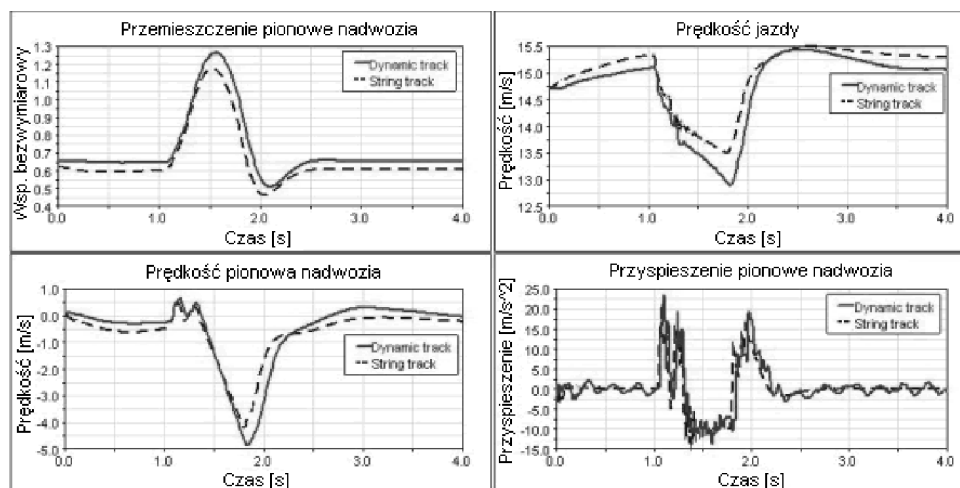 Przemieszczenie pionowe nadwozia
Wsp. bezwymiarowy
1.3
1.2
1.1
1.0
0.9
0.8
0.7
0.6
0.5
0.4
Dynamic track
String track
0.0 1.0 2.0 3.0 4.0
Czas [s]
Prędkość jazdy
Prędkość [m/s]
15.5
15.0
14.5
14.0
13.5
13.0
12.5
Dynamic track
String track
0.0 1.0 2.0 3.0 4.0
Czas [s]
Prędkość pionowa nadwozia
Prędkość [m/s]
1.0
0.0
-1.0
-2.0
-3.0
-4.0
-5.0
Dynamic track
String track
0.0 1.0 2.0 3.0 4.0
Czas [s]
Przyspieszenie pionowe nadwozia
Przyspieszenie [m/s^2]
25.0
20.0
15.0
10.0
5.0
0.0
-5.0
-10.0
-15.0
Dynamic track
String track
0.0 1.0 2.0 3.0 4.0
Czas [s]